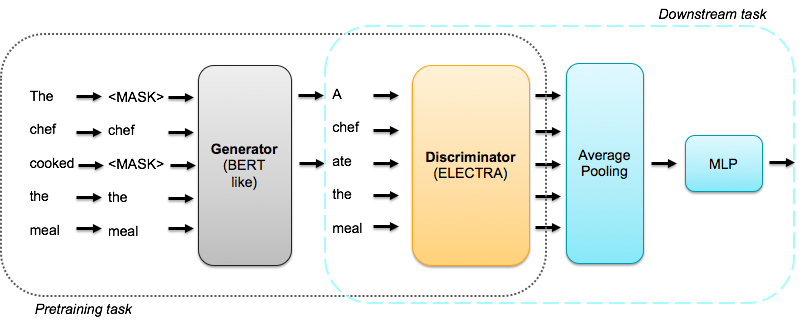 Downstream task
The <MASK> A
chef chef chef
cooked <MASK> ate
the the the
meal meal meal
Generator
(BERT
like)
Discriminator
(ELECTRA)
Average
Pooling
MLP
Pretraining task